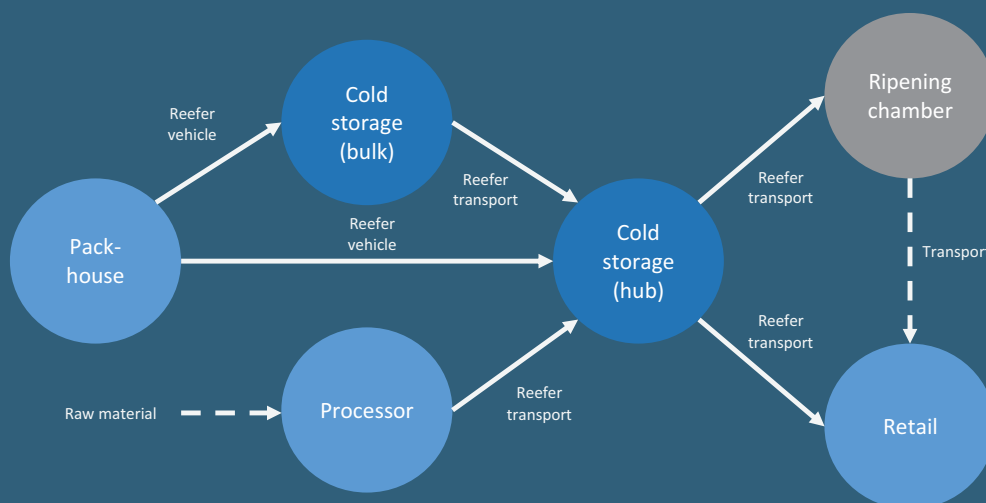 Cold
storage
(bulk)
Ripening
chamber
Reefer
vehicle
Reefer
transport
Reefer
transport
Reefer
vehicle
Pack-
house
Cold
storage
(hub)
Transport
Reefer
transport
Raw material
Processor
Reefer
transport
Retail